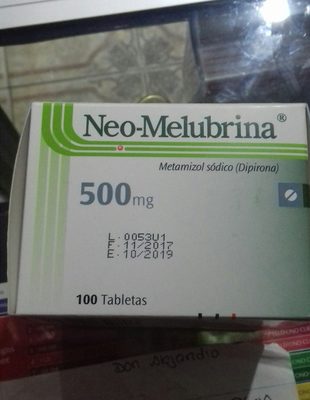 Neo-Melubrina®
Metamizol sódico (Dipirona)
500mg
L·0053U1
F·11/2017
E·10/2019
100 Tabletas